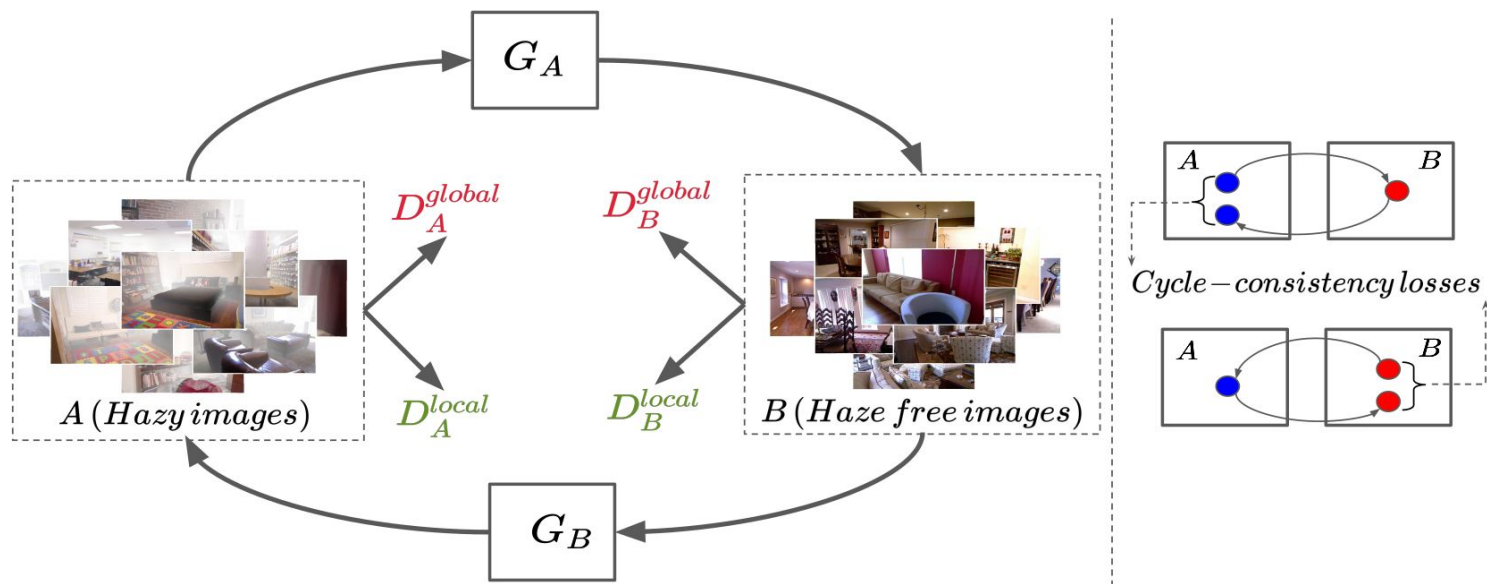 G_A
D_A^{global}
D_B^{global}
D_A^{local}
D_B^{local}
A (Hazy images)
B (Haze free images)
G_B
A
B
Cycle-consistency losses
A
B